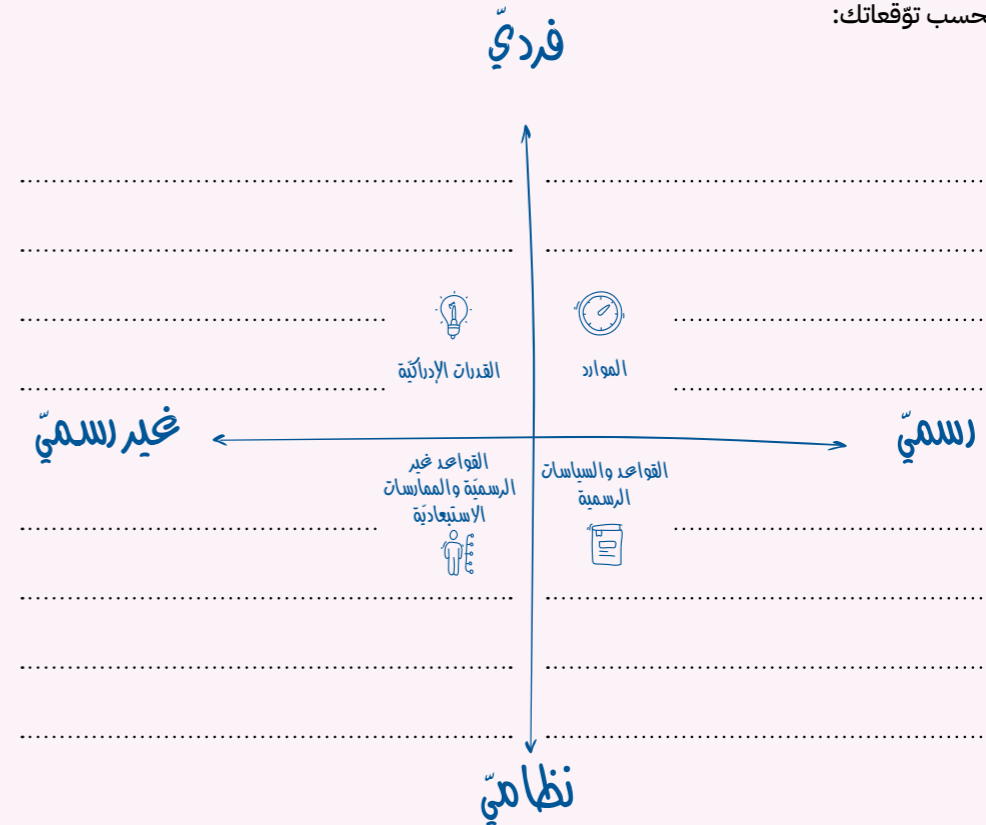 حسب توّقعاتك:
فرديّ
الموارد
القدرات الإدراكيّة
رسميّ
غير رسميّ
القواعد والسياسات
الرسمية
القواعد غير
الرسميّة والممارسات
الاستبعاديّة
نظاميّ